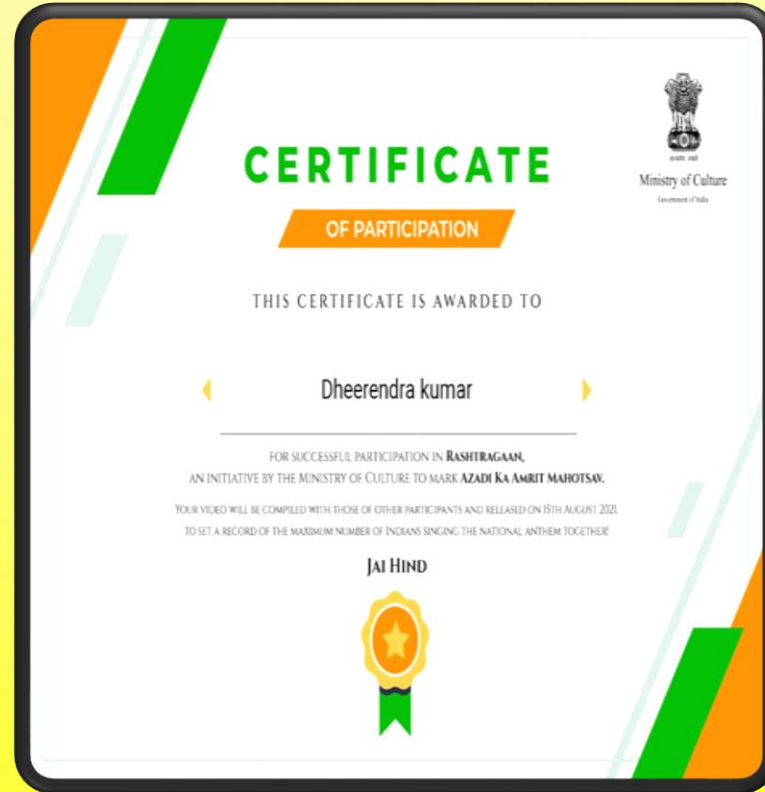 CERTIFICATE
OF PARTICIPATION
Ministry of Culture
Government of India
THIS CERTIFICATE IS AWARDED TO
Dheerendra kumar
FOR SUCCESSFUL PARTICIPATION IN RASHTRAGAAN,
AN INITIATIVE BY THE MINISTRY OF CULTURE TO MARK AZADI KA AMRIT MAHOTSAV.
YOUR VIDEO WILL BE COMPILED WITH THOSE OF OTHER PARTICIPANTS AND RELEASED ON 15TH AUGUST 2021,
TO SET A RECORD OF THE MAXIMUM NUMBER OF INDIANS SINGING THE NATIONAL ANTHEM TOGETHER!
JAI HIND